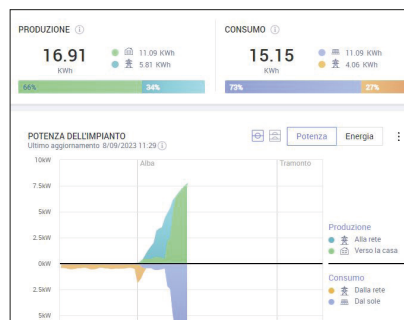 PRODUZIONE
16.91
KWh
11.09 KWh
5.81 KWh
66%
34%
CONSUMO
15.15
KWh
11.09 KWh
4.06 KWh
73%
27%
POTENZA DELL'IMPIANTO
Ultimo aggiornamento 8/09/2023 11:29
Potenza
Energia
Alba
Tramonto
10kW
7.5kW
5kW
2.5kW
0kW
2.5kW
5kW
Produzione
Alla rete
Verso la casa
Consumo
Dalla rete
Dal sole